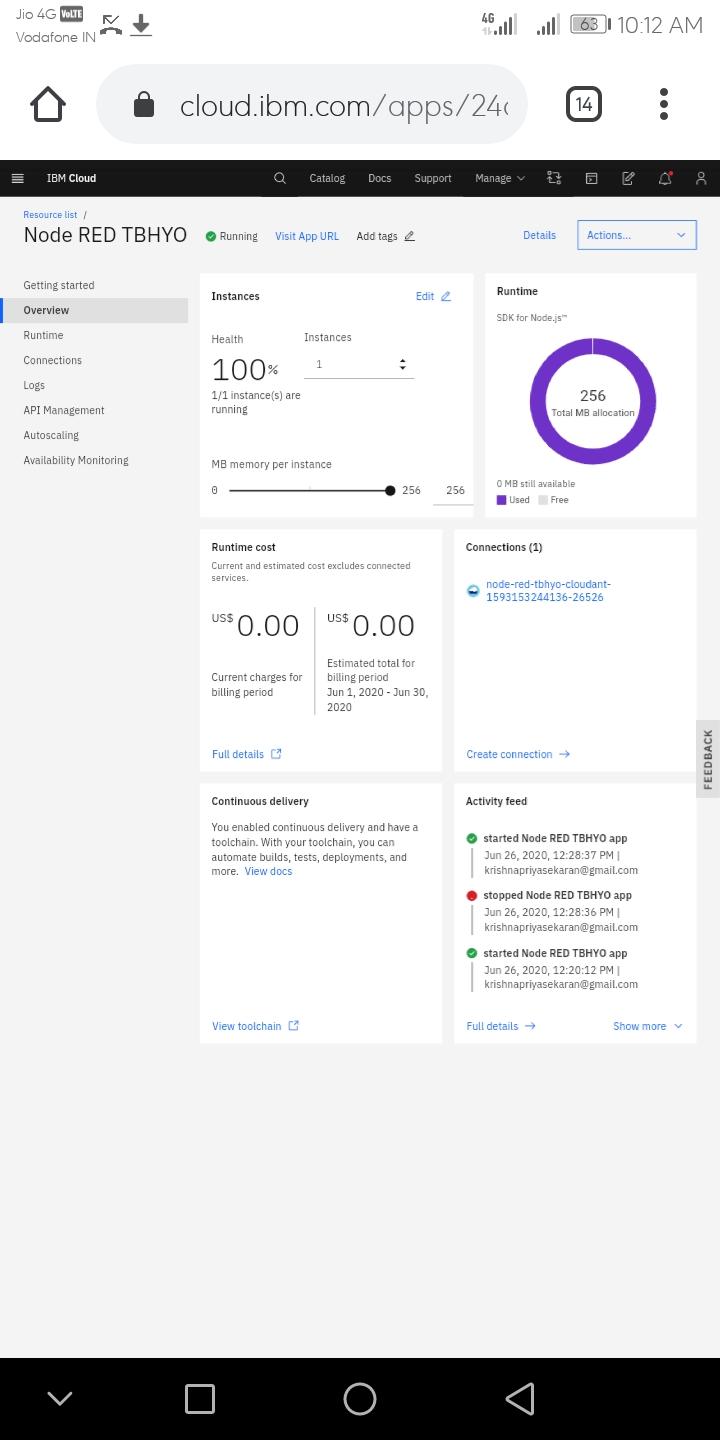 Jio 4G VoLTE
Vodafone IN
4G
63
10:12 AM
cloud.ibm.com/apps/24
14
IBM Cloud
Catalog
Docs
Support
Manage
Resource list /
Node RED TBHYO
Running
Visit App URL
Add tags
Details
Actions...
Getting started
Overview
Runtime
Connections
Logs
API Management
Autoscaling
Availability Monitoring
Instances
Edit
Health
100%
1/1 instance(s) are
running
Instances
1
MB memory per instance
0
256
256
Runtime
SDK for Node.js™
256
Total MB allocation
0 MB still available
Used
Free
Runtime cost
Current and estimated cost excludes connected
services.
US$ 0.00
Current charges for
billing period
US$ 0.00
Estimated total for
billing period
Jun 1, 2020 - Jun 30,
2020
Full details
Connections (1)
node-red-tbhyo-cloudant-
1593153244136-26526
Create connection
FEEDBACK
Continuous delivery
You enabled continuous delivery and have a
toolchain. With your toolchain, you can
automate builds, tests, deployments, and
more. View docs
View toolchain
Activity feed
started Node RED TBHYO app
Jun 26, 2020, 12:28:37 PM |
krishnapriyasekaran@gmail.com
stopped Node RED TBHYO app
Jun 26, 2020, 12:28:36 PM |
krishnapriyasekaran@gmail.com
started Node RED TBHYO app
Jun 26, 2020, 12:20:12 PM |
krishnapriyasekaran@gmail.com
Full details
Show more